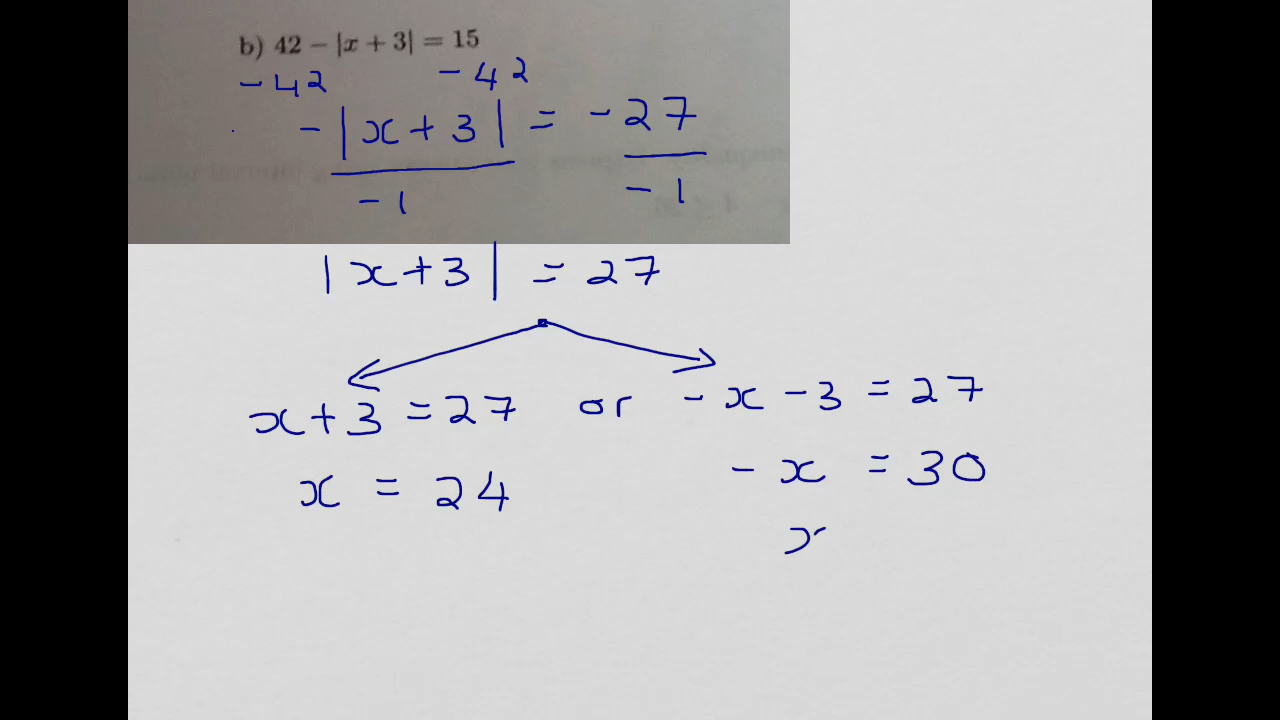 b) 42 − |x + 3| = 15
-42 -42
-|x+3| = -27
-1 -1
|x+3| = 27
x+3 = 27 or -x-3 = 27
x = 24 -x = 30
x